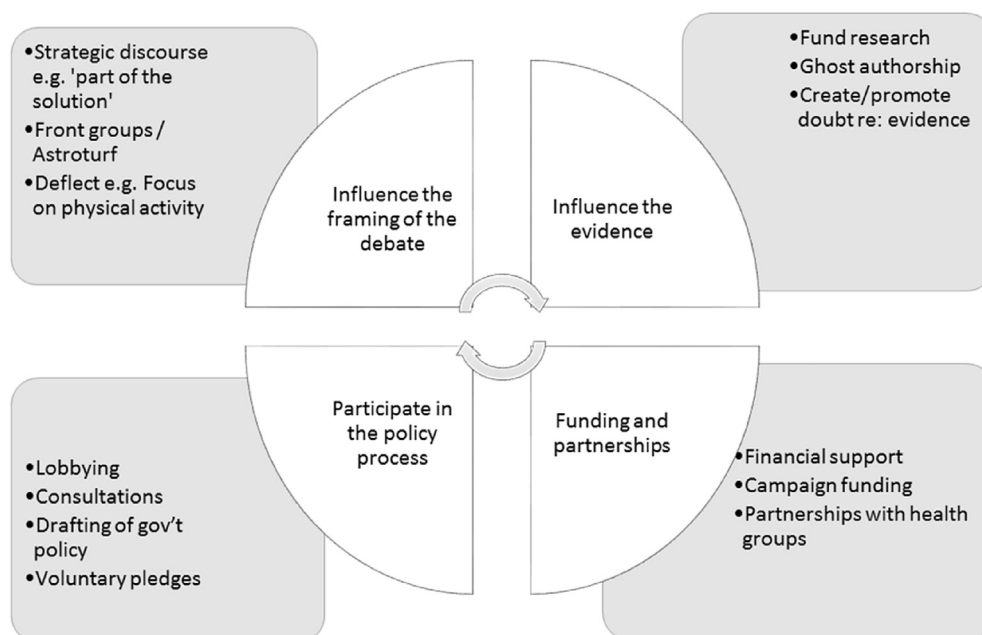 •Strategic discourse
e.g. 'part of the
solution'
•Front groups /
Astroturf
•Deflect e.g. Focus
on physical activity
Influence the
framing of the
debate
•Fund research
•Ghost authorship
•Create/promote
doubt re: evidence
Influence the
evidence
Participate in
the policy
process
•Lobbying
•Consultations
•Drafting of gov’t
policy
•Voluntary pledges
Funding and
partnerships
•Financial support
•Campaign funding
•Partnerships with health
groups